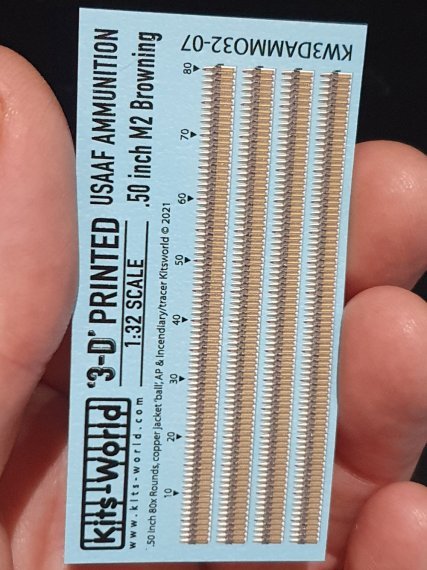 Kits-World
www.kits-world.com
'3-D' PRINTED
1:32 SCALE
USAAF AMMUNITION
.50 inch M2 Browning
.50 Inch 80x Rounds, copper jacket 'ball', AP & Incendiary/tracer Kitsworld © 2021
10 20 30 40 50 60 70 80
KW3DAMMO32-07